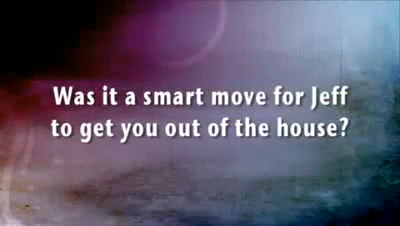 Was it a smart move for Jeff
to get you out of the house?